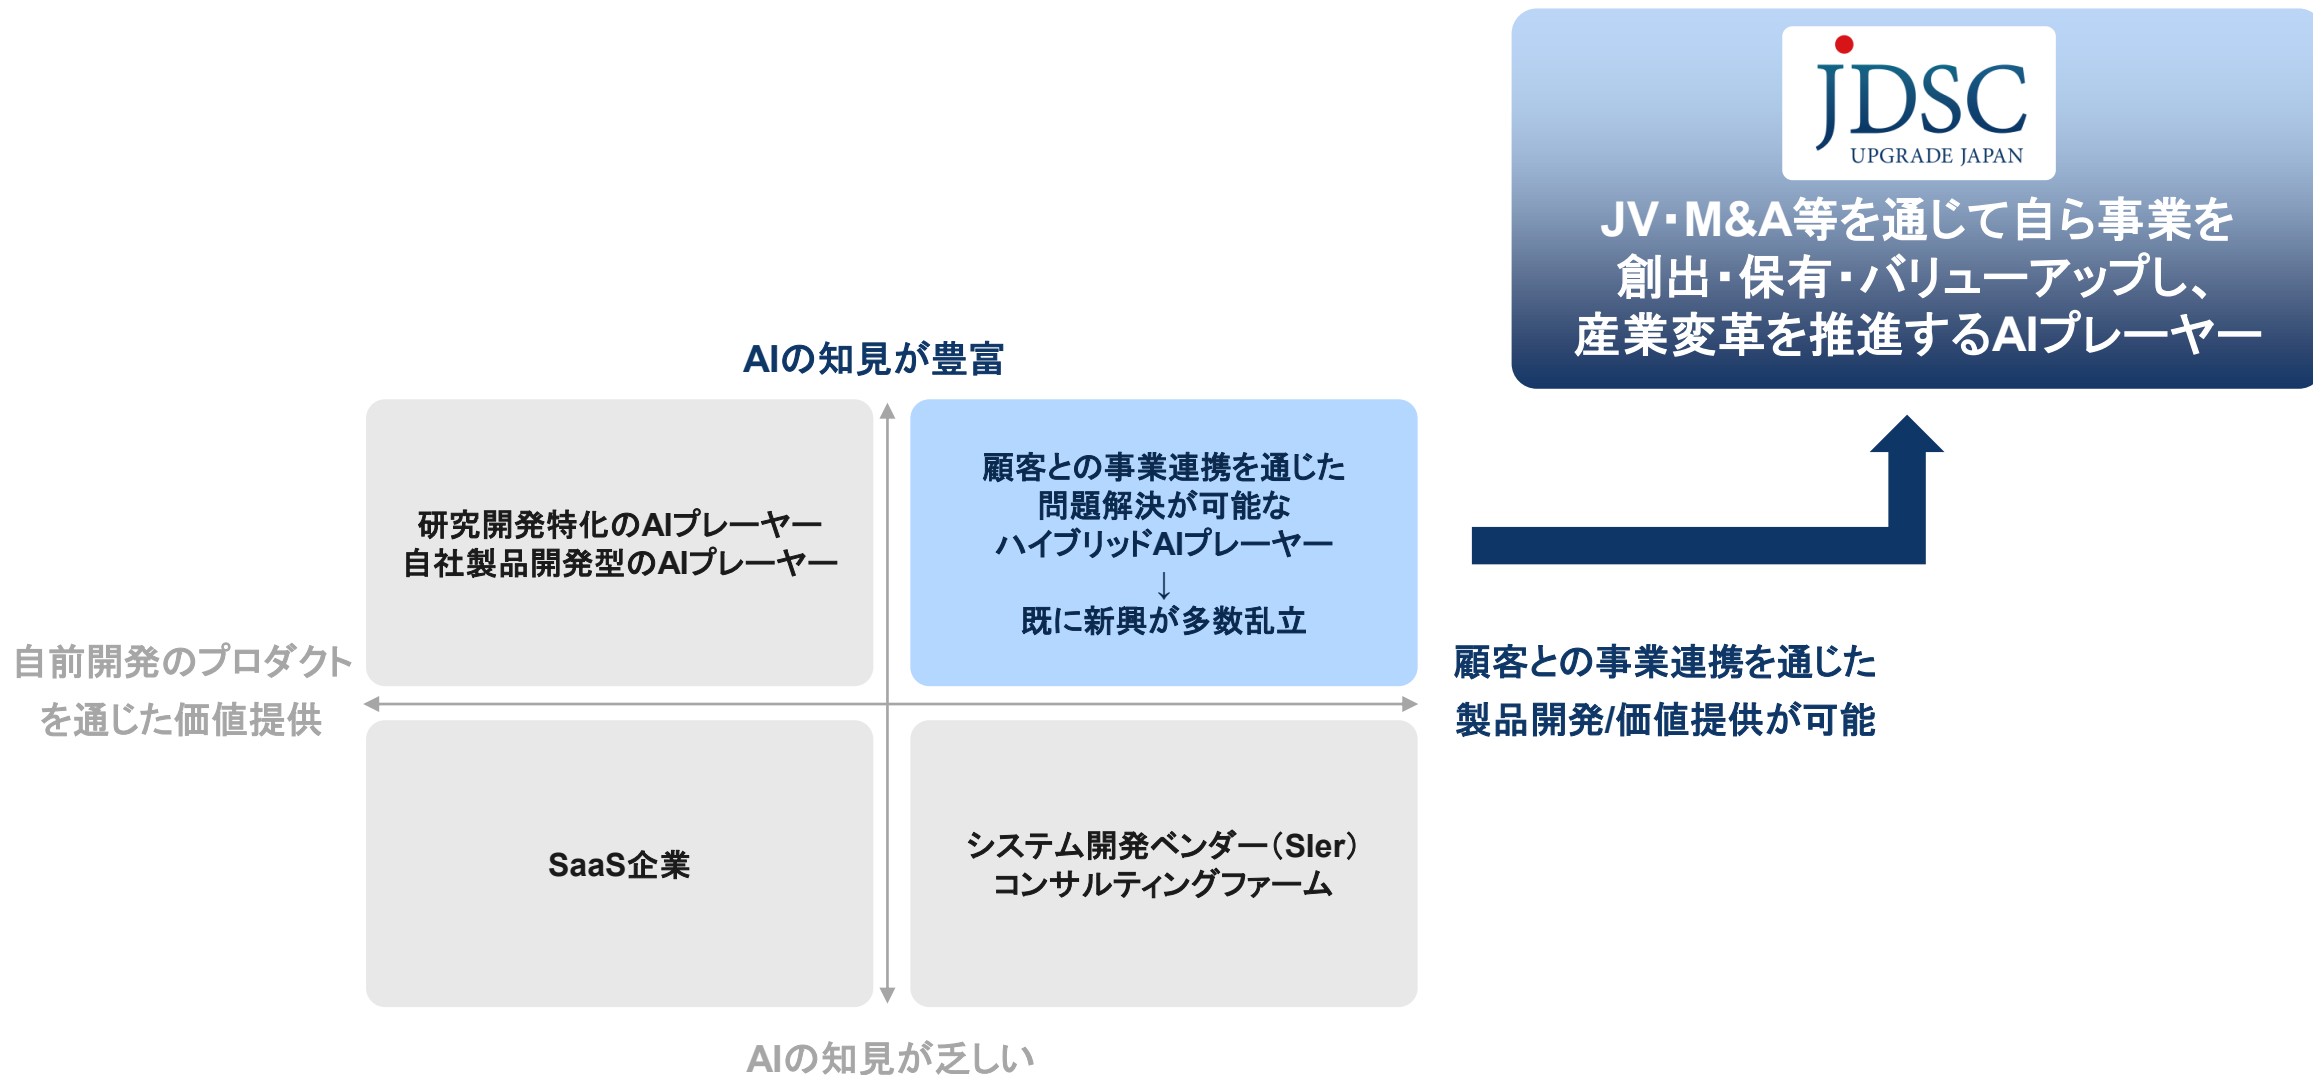 JDSC
UPGRADE JAPAN
JV・M&A等を通じて自ら事業を
創出・保有・バリューアップし、
産業変革を推進するAIプレーヤー
AIの知見が豊富
研究開発特化のAIプレーヤー
自社製品開発型のAIプレーヤー
顧客との事業連携を通じた
問題解決が可能な
ハイブリッドAIプレーヤー
↓
既に新興が多数乱立
自前開発のプロダクト
を通じた価値提供
顧客との事業連携を通じた
製品開発/価値提供が可能
SaaS企業
システム開発ベンダー（SIer）
コンサルティングファーム
AIの知見が乏しい